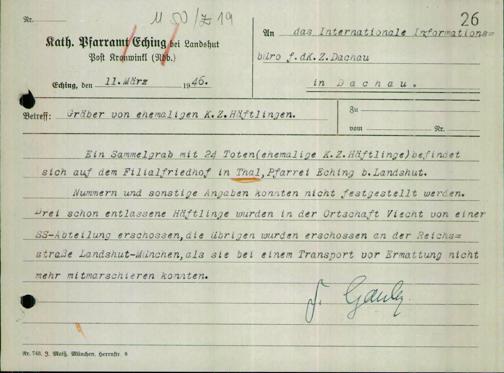 26
Nr. 11 50/Z 19
Kath. Pfarramt Eching bei Landshut
Post Kronwinkl (Nbb.)
Eching, den 11. März 1946.
An das Internationale Informations=
büro f.dK.Z.Dachau
in Dachau.
Betreff: Gräber von ehemaligen K.Z.Häftlingen.
Zu
vom Nr.
Ein Sammelgrab mit 24 Toten(ehemalige K.Z.Häftlinge)befindet
sich auf dem Filialfriedhof in Thal,Pfarrei Eching b.Landshut.
Nummern und sonstige Angaben konnten nicht festgestellt werden.
Drei schon entlassene Häftlinge wurden in der Ortschaft Viecht von einer
SS-Abteilung erschossen,die übrigen wurden erschossen an der Reichs=
straße Landshut-München,als sie bei einem Transport vor Ermattung nicht
mehr mitmarschieren konnten.
Nr. 748. J. Math. München. Herrnstr. 6